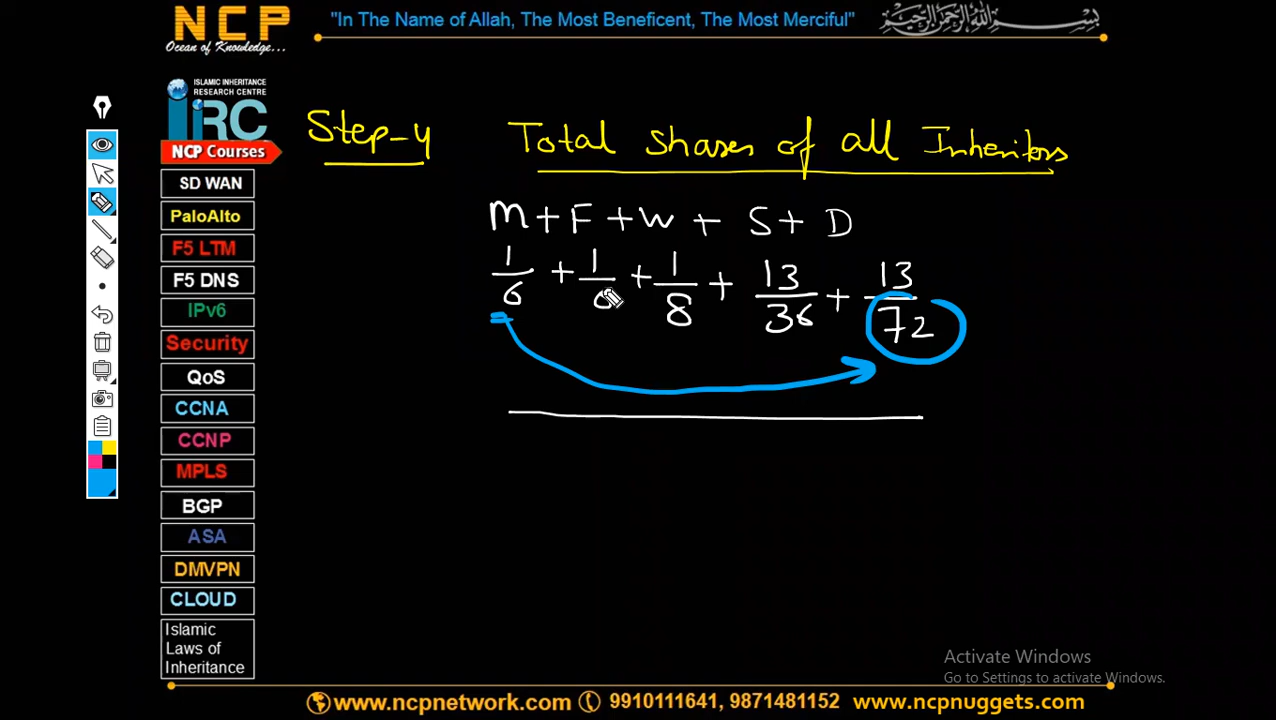 NCP
Ocean of Knowledge...
"In The Name of Allah, The Most Beneficent, The Most Merciful"
بسم الله الرحمن الرحيم
ISLAMIC INHERITANCE
RESEARCH CENTRE
IRC
NCP Courses
SD WAN
PaloAlto
F5 LTM
F5 DNS
IPv6
Security
QoS
CCNA
CCNP
MPLS
BGP
ASA
DMVPN
CLOUD
Islamic
Laws of
Inheritance
Step-4 Total Shares of all Inheritors
M + F + W + S + D
1/6 + 1/6 + 1/8 + 13/36 + 13/72
Activate Windows
Go to Settings to activate Windows.
www.ncpnetwork.com 9910111641, 9871481152 www.ncpnuggets.com